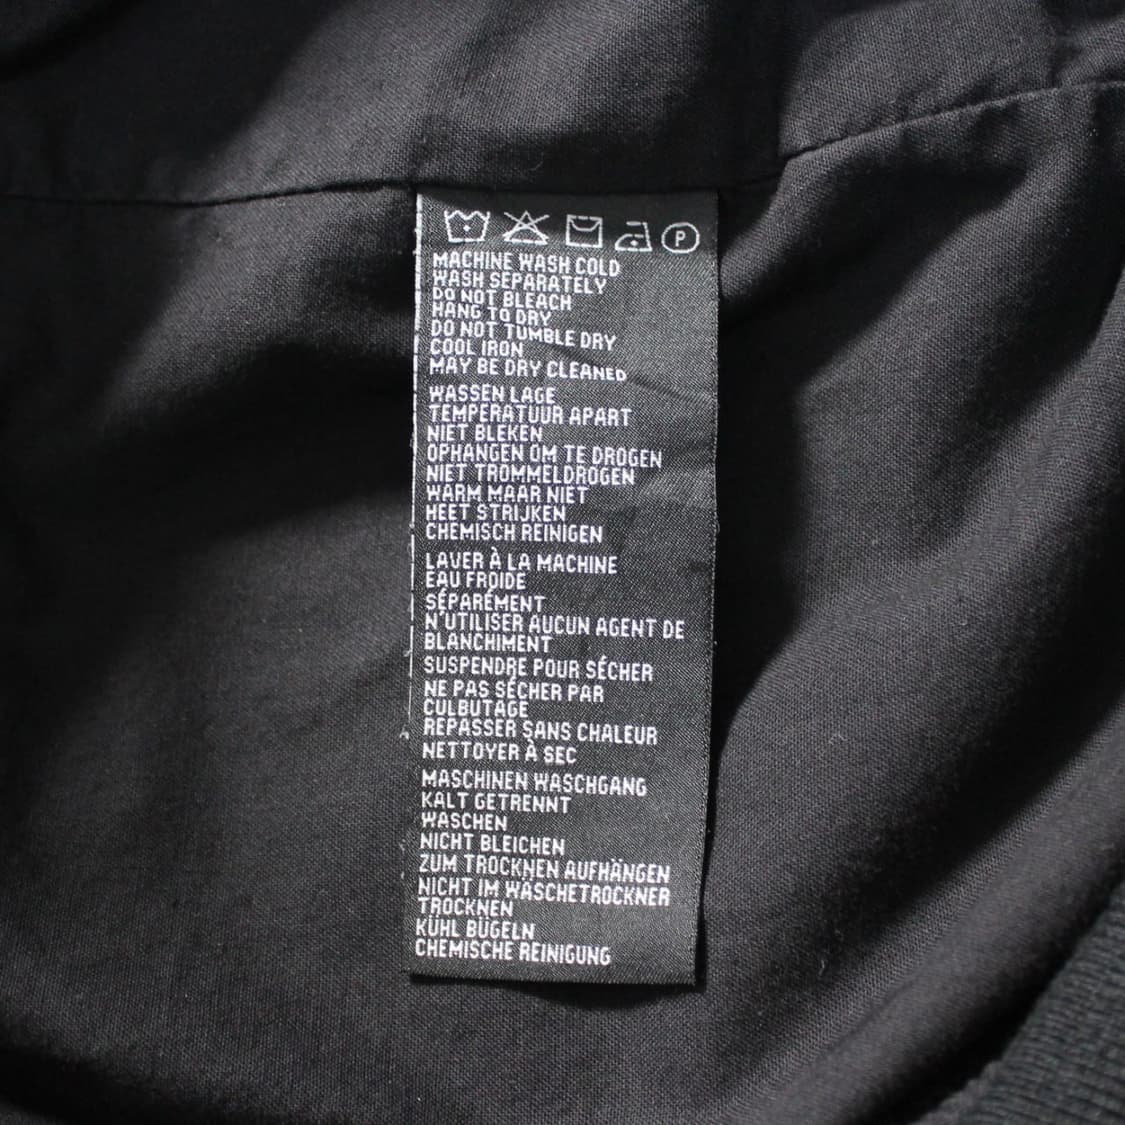 P
MACHINE WASH COLD
WASH SEPARATELY
DO NOT BLEACH
HANG TO DRY
DO NOT TUMBLE DRY
COOL IRON
MAY BE DRY CLEANED
WASSEN LAGE
TEMPERATUUR APART
NIET BLEKEN
OPHANGEN OM TE DROGEN
NIET TROMMELDROGEN
WARM MAAR NIET
HEET STRIJKEN
CHEMISCH REINIGEN
LAVER À LA MACHINE
EAU FROIDE
SÉPARÉMENT
N'UTILISER AUCUN AGENT DE
BLANCHIMENT
SUSPENDRE POUR SÉCHER
NE PAS SÉCHER PAR
CULBUTAGE
REPASSER SANS CHALEUR
NETTOYER À SEC
MASCHINEN WASCHGANG
KALT GETRENNT
WASCHEN
NICHT BLEICHEN
ZUM TROCKNEN AUFHÄNGEN
NICHT IM WÄSCHETROCKNER
TROCKNEN
KÜHL BÜGELN
CHEMISCHE REINIGUNG